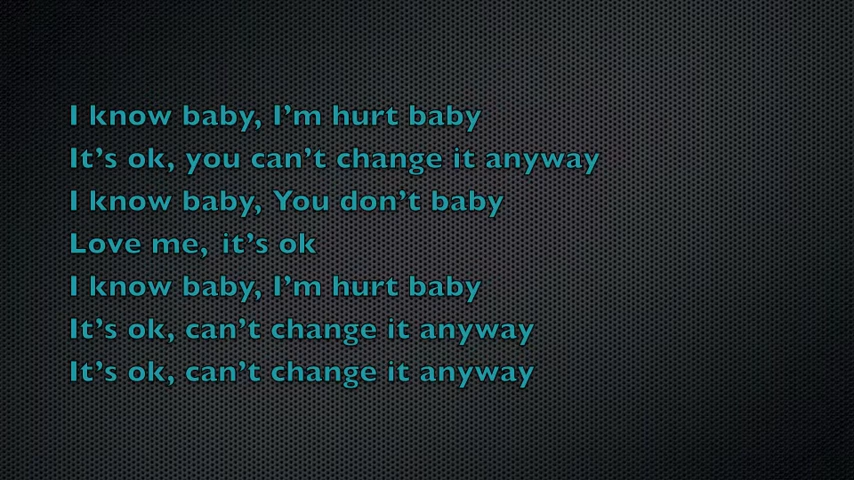 I know baby, I'm hurt baby
It's ok, you can't change it anyway
I know baby, You don't baby
Love me, it's ok
I know baby, I'm hurt baby
It's ok, can't change it anyway
It's ok, can't change it anyway